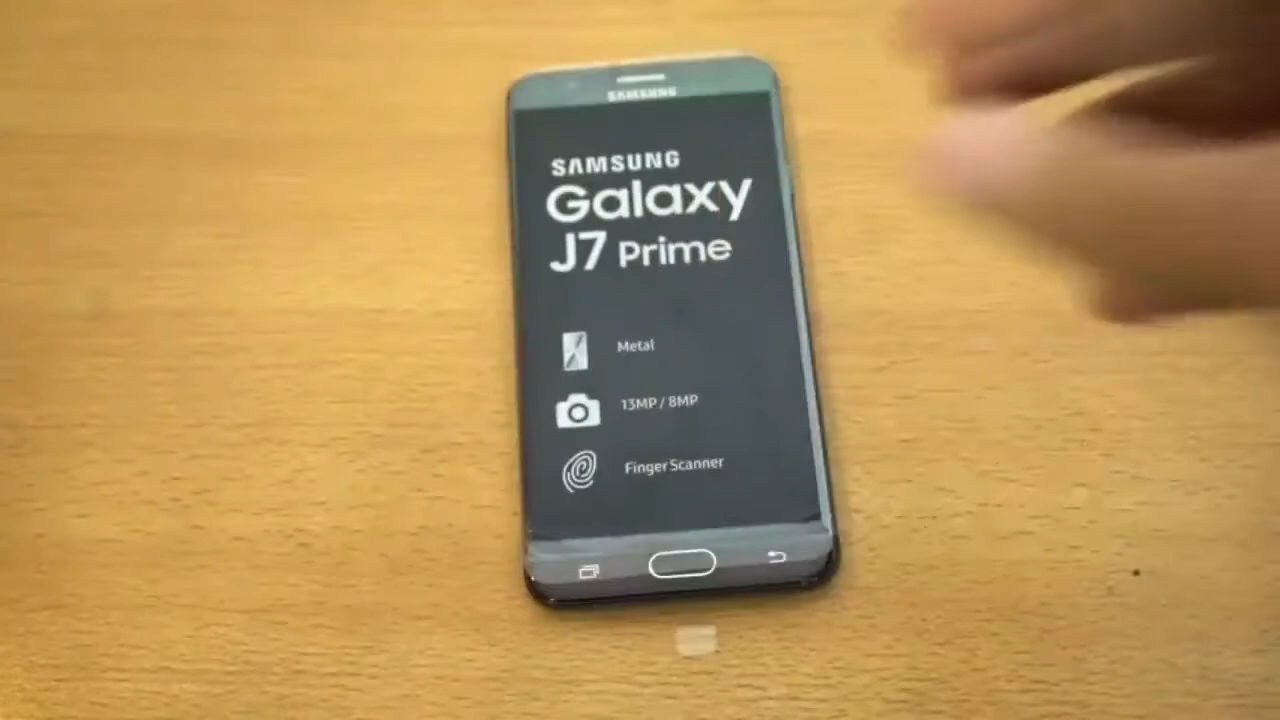 SAMSUNG
SAMSUNG
Galaxy
J7 Prime
Metal
13MP / 8MP
Finger Scanner